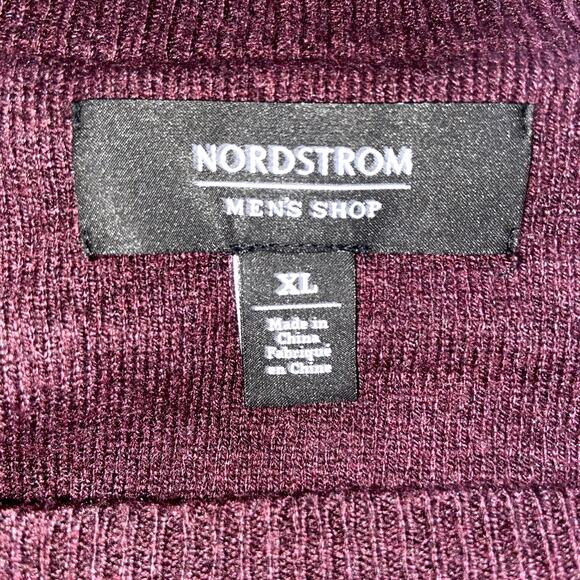 NORDSTROM
MEN'S SHOP
XL
Made in
China
Fabriqué
en Chine